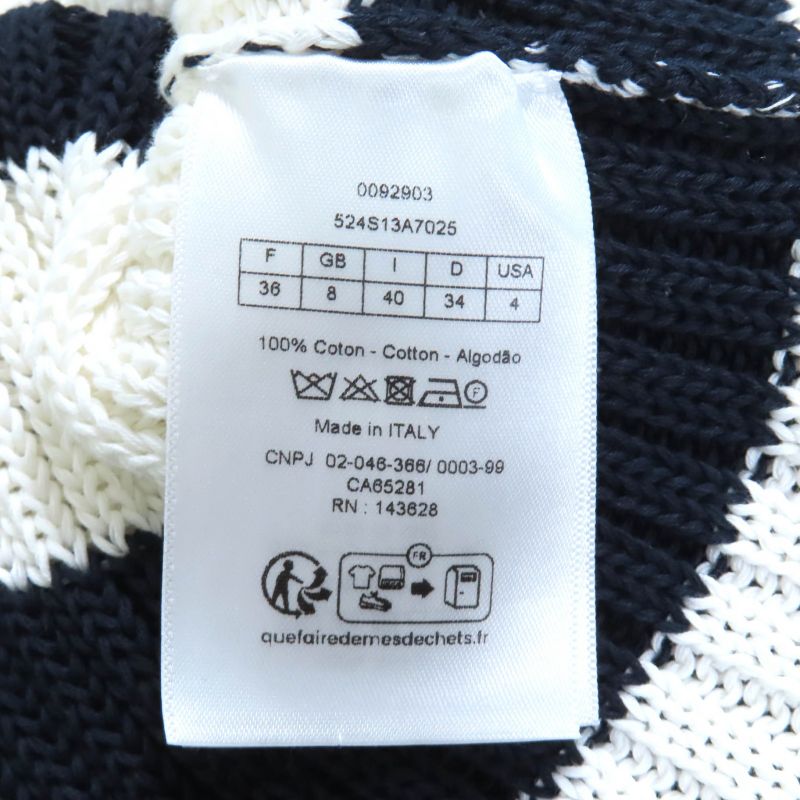 0092903
524S13A7025
F GB I D USA
36 8 40 34 4
100% Coton - Cotton - Algodão
F
Made in ITALY
CNPJ 02-046-366/ 0003-99
CA65281
RN : 143628
FR
quefairedemesdechets.fr